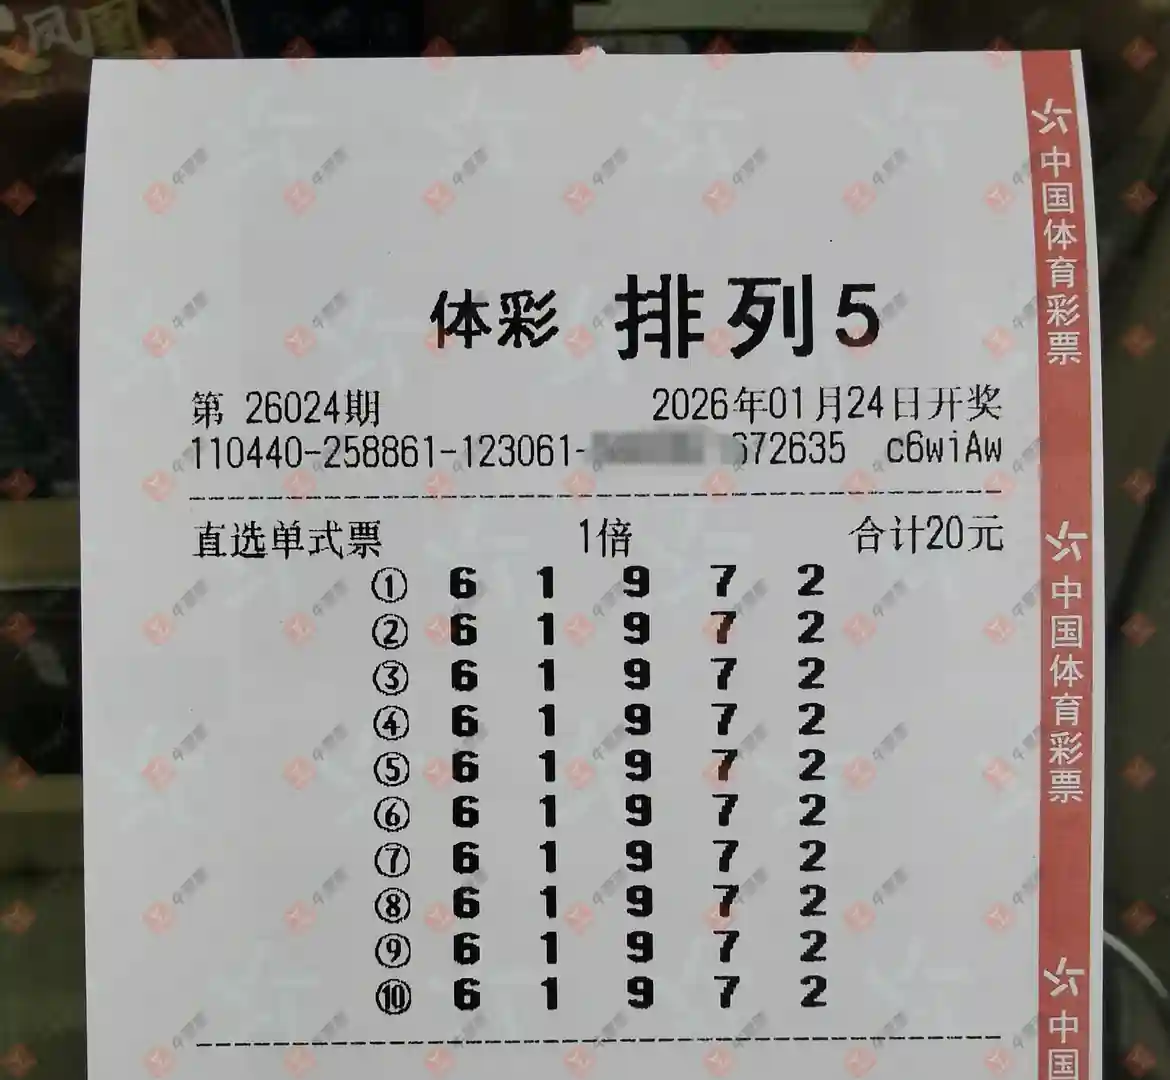 凤凰
体彩 排列5
第 26024期 2026年01月24日开奖
110440-258861-123061- 672635 c6wiAw
直选单式票 1倍 合计20元
① 6 1 9 7 2
② 6 1 9 7 2
③ 6 1 9 7 2
④ 6 1 9 7 2
⑤ 6 1 9 7 2
⑥ 6 1 9 7 2
⑦ 6 1 9 7 2
⑧ 6 1 9 7 2
⑨ 6 1 9 7 2
⑩ 6 1 9 7 2
中国体育彩票
中国体育彩票
中国